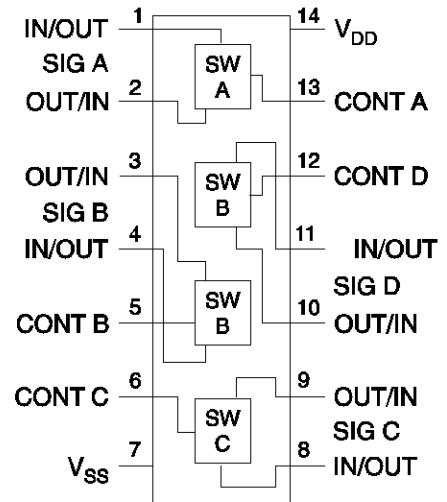 IN/OUT 1 14 V_DD
SIG A SW A
OUT/IN 2 13 CONT A
OUT/IN 3 12 CONT D
SIG B SW B
IN/OUT 4 11 IN/OUT
SIG D
CONT B 5 SW B 10 OUT/IN
CONT C 6 9 OUT/IN
SW C SIG C
V_SS 7 8 IN/OUT